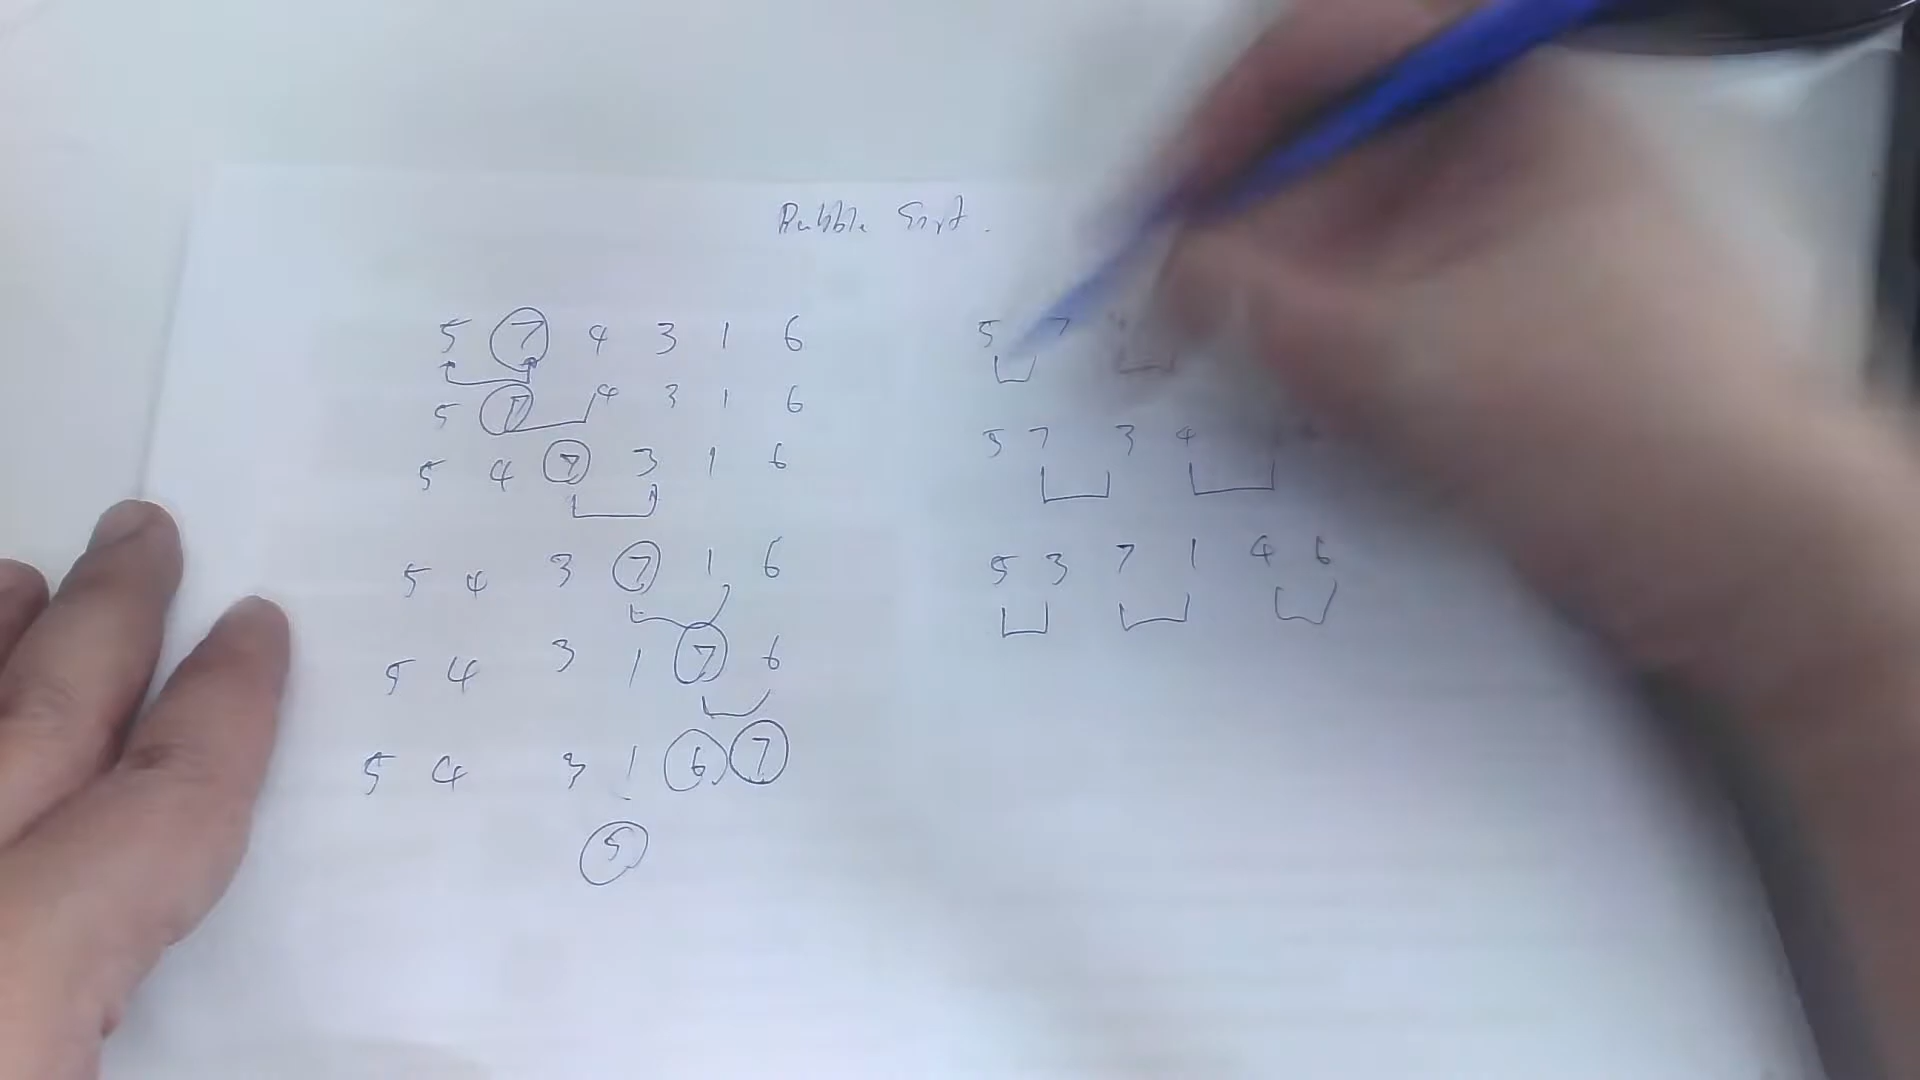 Bubble Sort.
5 7 4 3 1 6
5 4 3 1 6
5 4 7 3 1 6
5 4 3 7 1 6
5 4 3 1 7 6
5 4 3 1 6 7
5
5 7
5 7 3 4
5 3 7 1 4 6